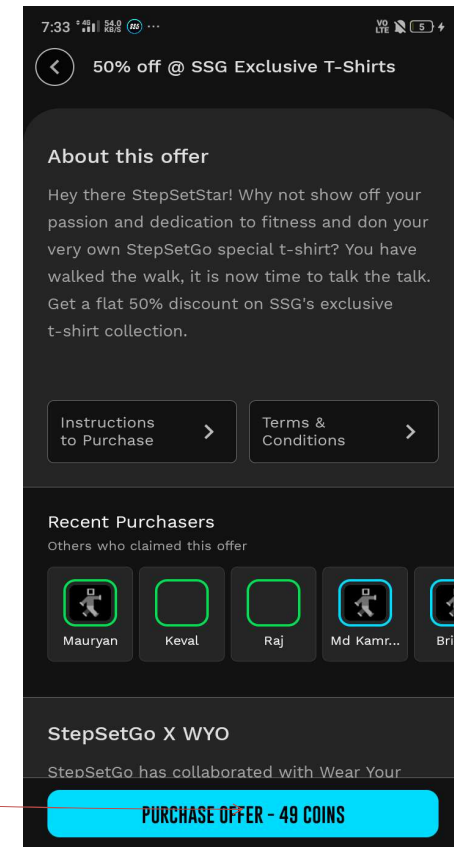 7:33 4G 54.0 KB/S ... VO LTE 5
50% off @ SSG Exclusive T-Shirts
About this offer
Hey there StepSetStar! Why not show off your
passion and dedication to fitness and don your
very own StepSetGo special t-shirt? You have
walked the walk, it is now time to talk the talk.
Get a flat 50% discount on SSG's exclusive
t-shirt collection.
Instructions
to Purchase
Terms &
Conditions
Recent Purchasers
Others who claimed this offer
Mauryan Keval Raj Md Kamr... Bri
StepSetGo X WYO
StepSetGo has collaborated with Wear Your
PURCHASE OFFER - 49 COINS